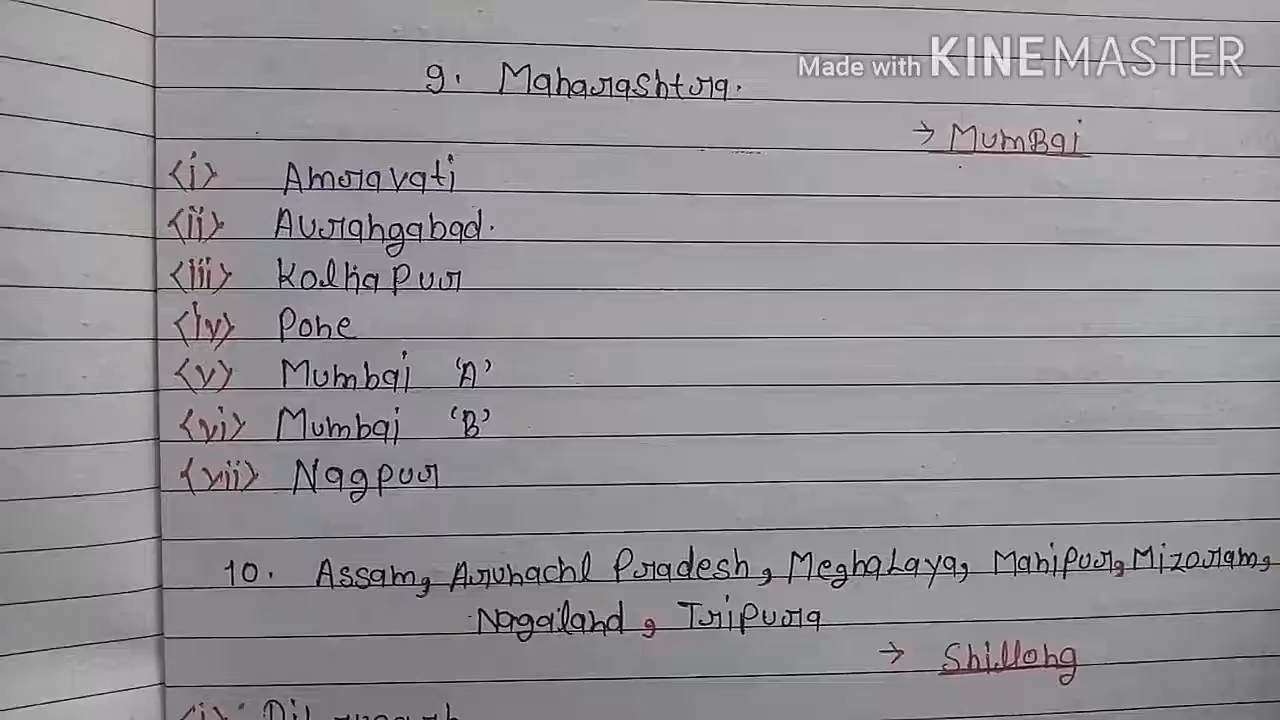 Made with KINEMASTER
9. Maharashtra.
→ MumBai
<i> Amravati
<ii> Aurangabad.
<iii> Kolhapur
<iv> Pone
<v> Mumbai 'A'
<vi> Mumbai 'B'
<vii> Nagpur
10. Assam, Arunachl Pradesh, Meghalaya, Manipur, Mizoram,
Nagaland, Tripura
→ Shillong
<i>